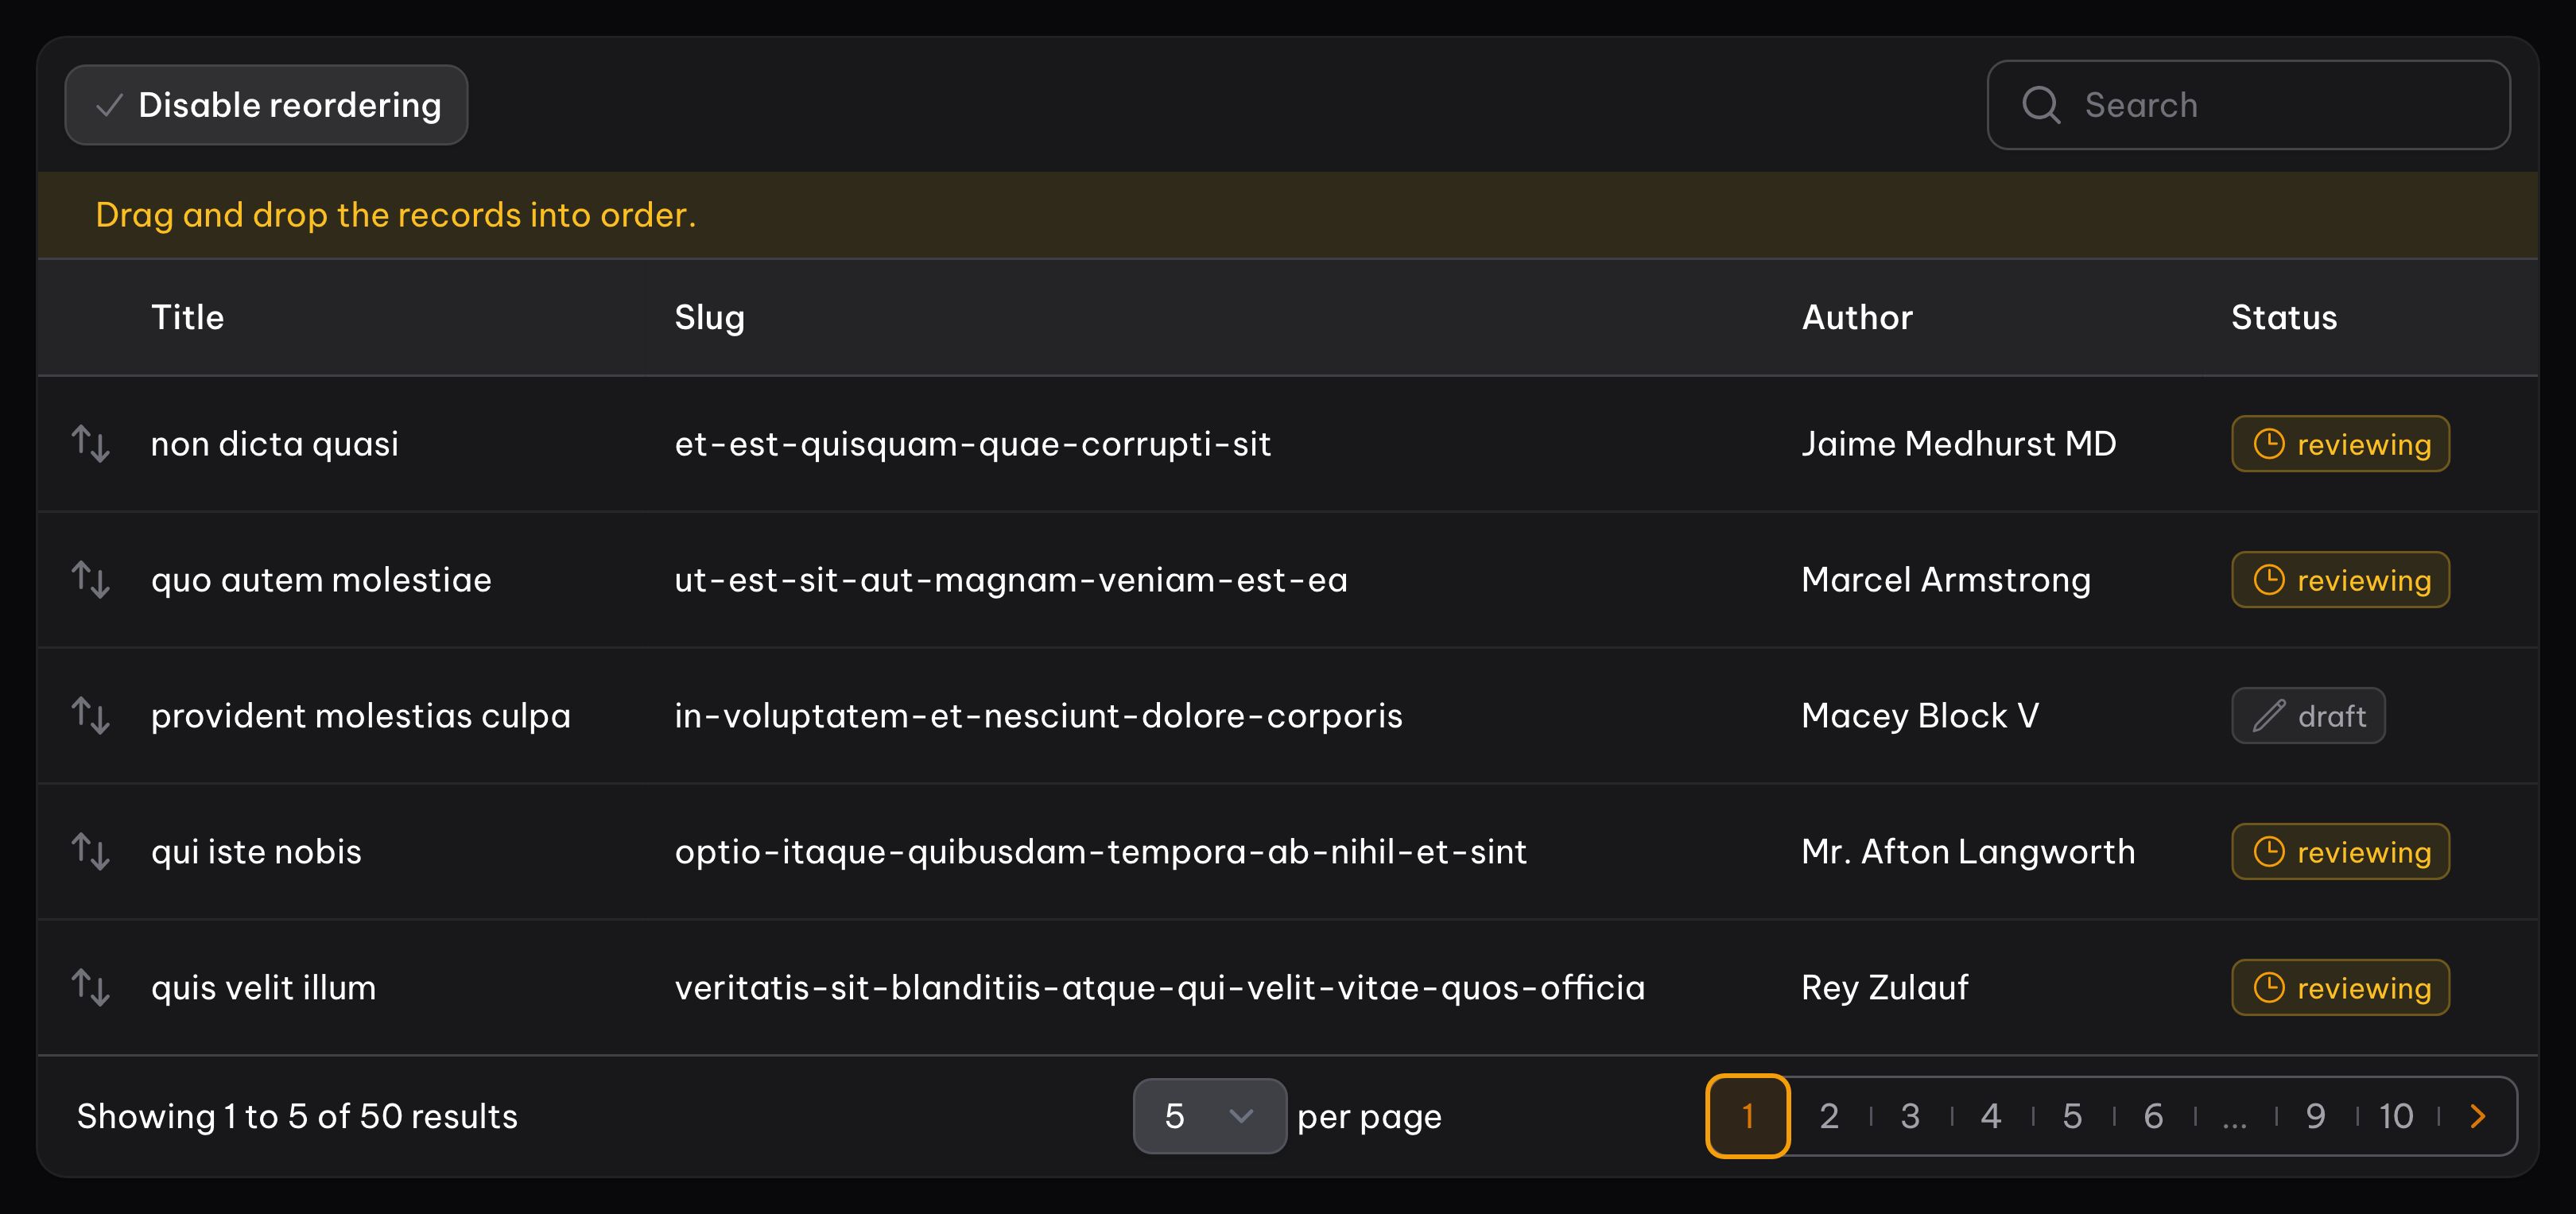 Disable reordering
Search
Drag and drop the records into order.
Title Slug Author Status
non dicta quasi et-est-quisquam-quae-corrupti-sit Jaime Medhurst MD reviewing
quo autem molestiae ut-est-sit-aut-magnam-veniam-est-ea Marcel Armstrong reviewing
provident molestias culpa in-voluptatem-et-nesciunt-dolore-corporis Macey Block V draft
qui iste nobis optio-itaque-quibusdam-tempora-ab-nihil-et-sint Mr. Afton Langworth reviewing
quis velit illum veritatis-sit-blanditiis-atque-qui-velit-vitae-quos-officia Rey Zulauf reviewing
Showing 1 to 5 of 50 results 5 per page 1 2 3 4 5 6 ... 9 10